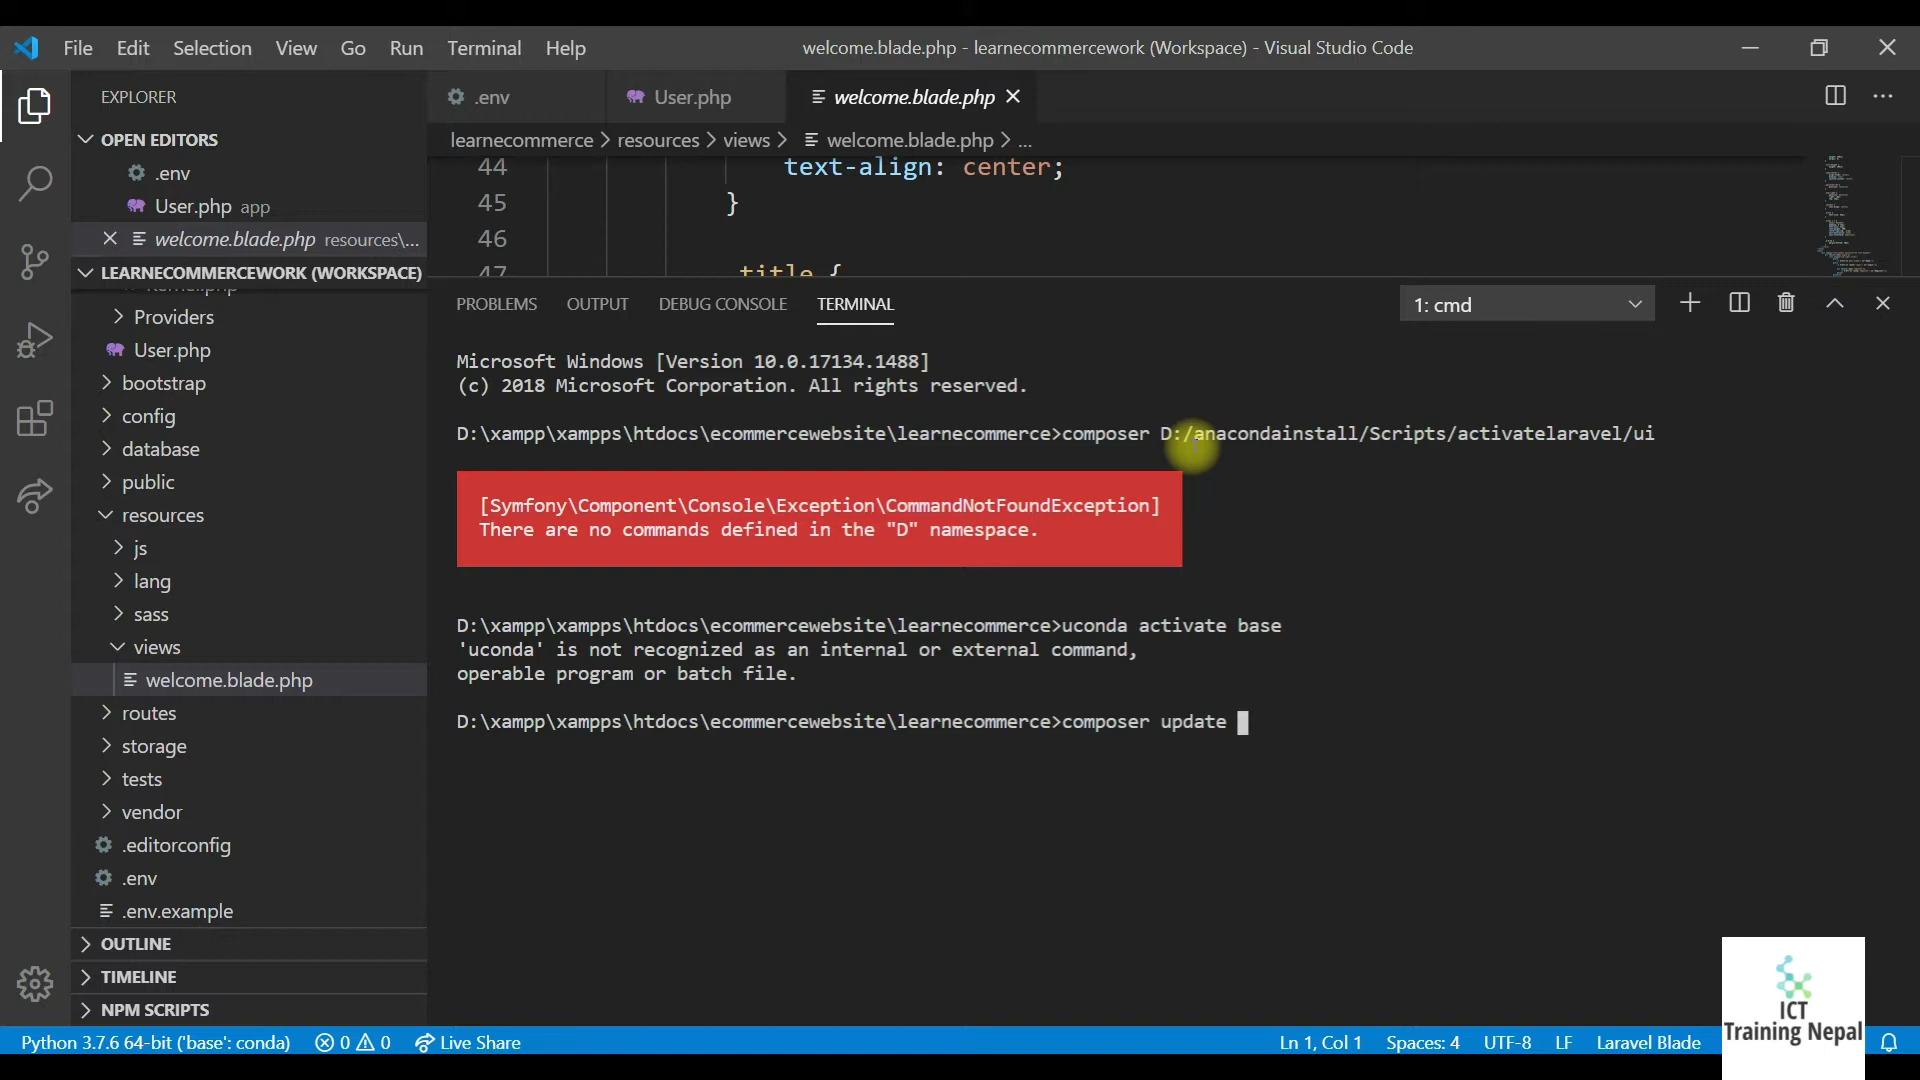 File Edit Selection View Go Run Terminal Help
welcome.blade.php - learnecommercework (Workspace) - Visual Studio Code
EXPLORER
OPEN EDITORS
.env
User.php app
welcome.blade.php resources\...
LEARNECOMMERCEWORK (WORKSPACE)
Kernel.php
Providers
User.php
bootstrap
config
database
public
resources
js
lang
sass
views
welcome.blade.php
routes
storage
tests
vendor
.editorconfig
.env
.env.example
OUTLINE
TIMELINE
NPM SCRIPTS
.env User.php welcome.blade.php
learnecommerce > resources > views > welcome.blade.php > ...
44 text-align: center;
45 }
46
47 .title {
PROBLEMS OUTPUT DEBUG CONSOLE TERMINAL
1: cmd
Microsoft Windows [Version 10.0.17134.1488]
(c) 2018 Microsoft Corporation. All rights reserved.
D:\xampp\xampps\htdocs\ecommercewebsite\learnecommerce>composer D:/anacondainstall/Scripts/activatelaravel/ui
[Symfony\Component\Console\Exception\CommandNotFoundException]
There are no commands defined in the "D" namespace.
D:\xampp\xampps\htdocs\ecommercewebsite\learnecommerce>uconda activate base
'uconda' is not recognized as an internal or external command,
operable program or batch file.
D:\xampp\xampps\htdocs\ecommercewebsite\learnecommerce>composer update
ICT
Training Nepal
Python 3.7.6 64-bit ('base': conda) 0 0 Live Share
Ln 1, Col 1 Spaces: 4 UTF-8 LF Laravel Blade